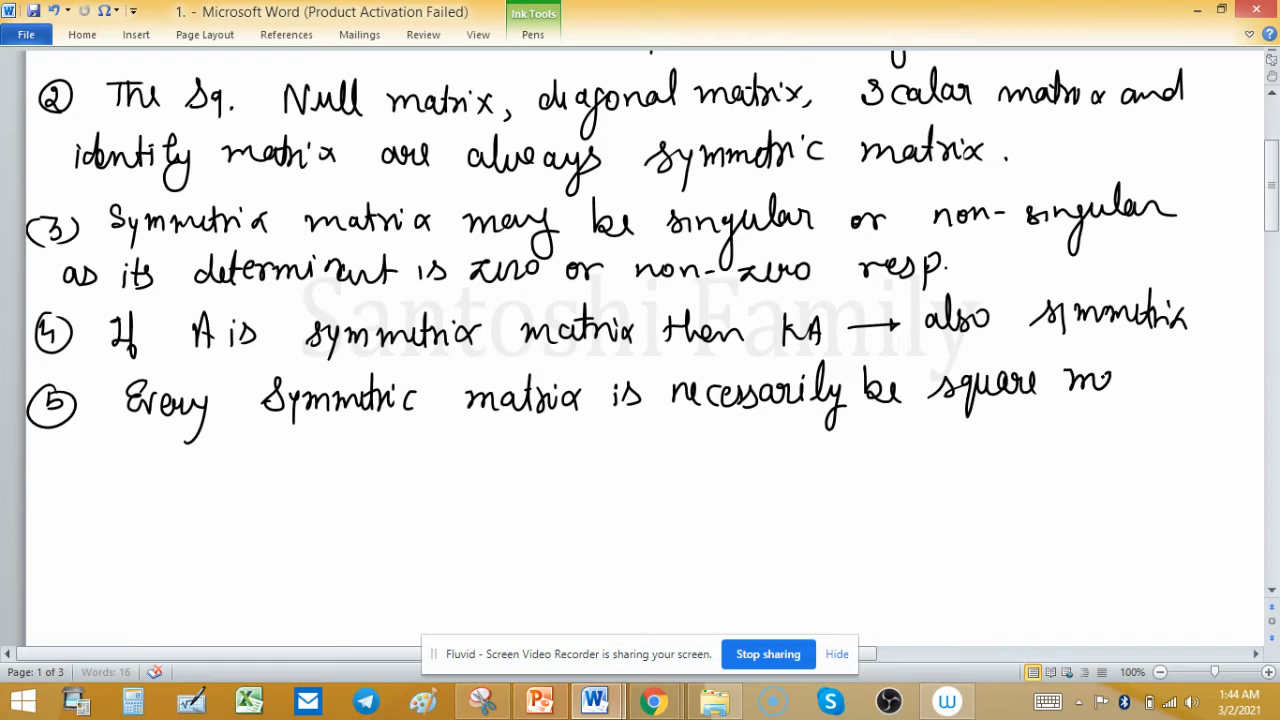 1. - Microsoft Word (Product Activation Failed)
Ink Tools
File Home Insert Page Layout References Mailings Review View Pens
② The Sq. Null matrix, diagonal matrix, Scalar matrix and
identity matrix are always symmetric matrix.
(3) Symmetrix matrix may be singular or non-singular
as its determinant is zero or non-zero resp.
④ If A is symmetrix matrix then KA → also symmetrix
⑤ Every Symmetric matrix is necessarily be square m
Santoshi Family
Fluvid - Screen Video Recorder is sharing your screen. Stop sharing Hide
Page: 1 of 3 Words: 16 100%
1:44 AM
3/2/2021